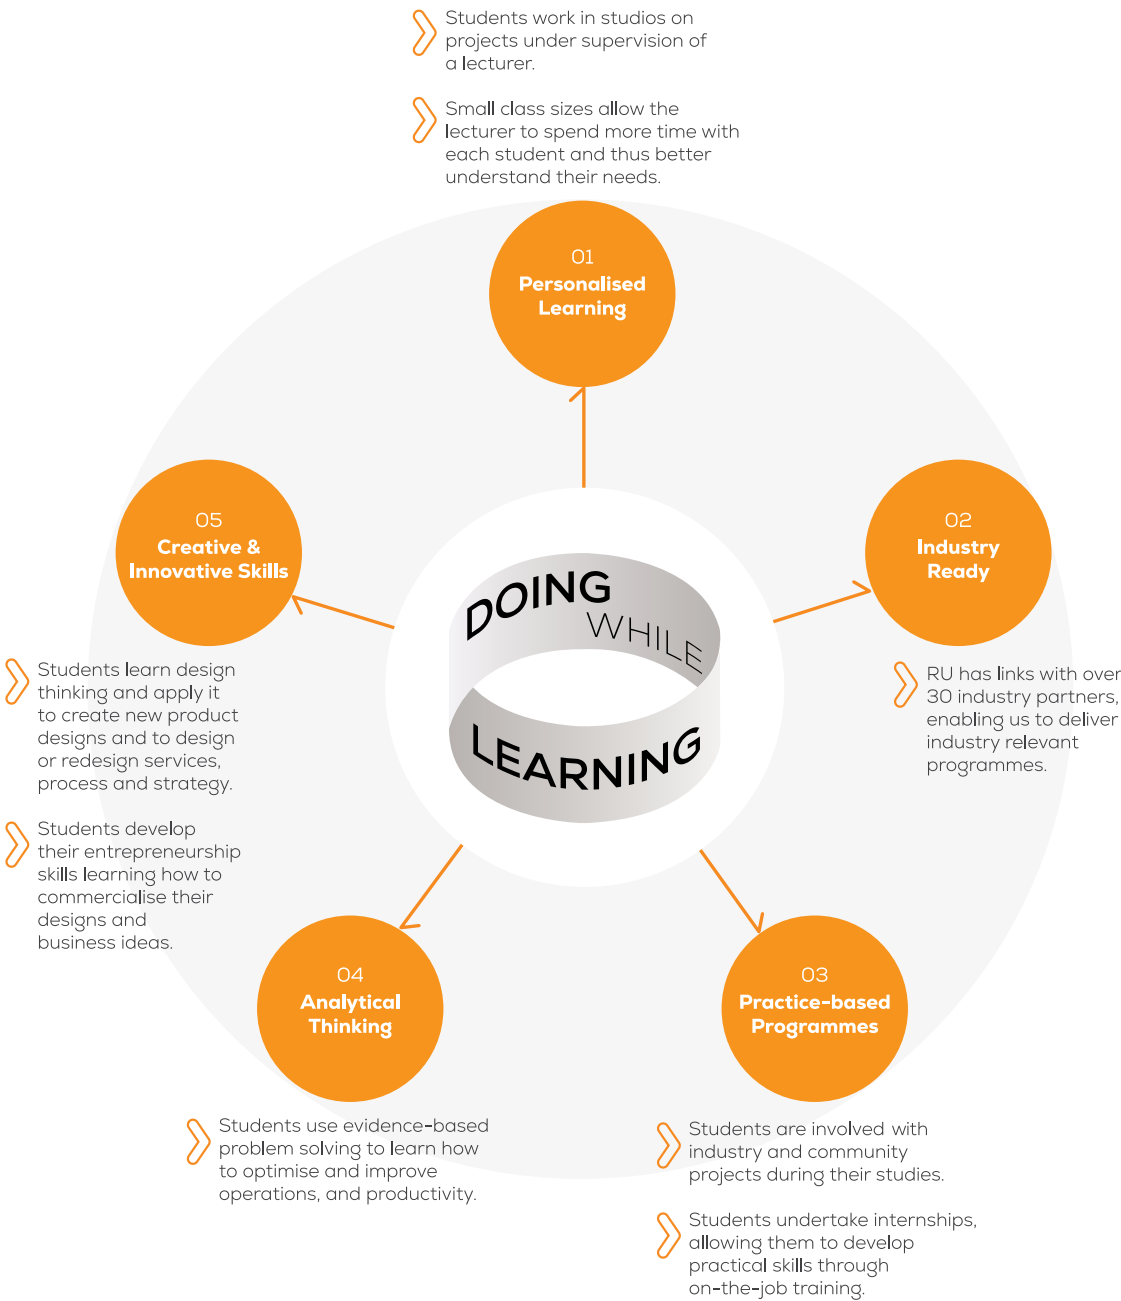 Students work in studios on
projects under supervision of
a lecturer.
Small class sizes allow the
lecturer to spend more time with
each student and thus better
understand their needs.
01
Personalised
Learning
02
Industry
Ready
RU has links with over
30 industry partners,
enabling us to deliver
industry relevant
programmes.
03
Practice-based
Programmes
Students are involved with
industry and community
projects during their studies.
Students undertake internships,
allowing them to develop
practical skills through
on-the-job training.
04
Analytical
Thinking
Students use evidence-based
problem solving to learn how
to optimise and improve
operations, and productivity.
05
Creative &
Innovative Skills
Students learn design
thinking and apply it
to create new product
designs and to design
or redesign services,
process and strategy.
Students develop
their entrepreneurship
skills learning how to
commercialise their
designs and
business ideas.
DOING
WHILE
LEARNING